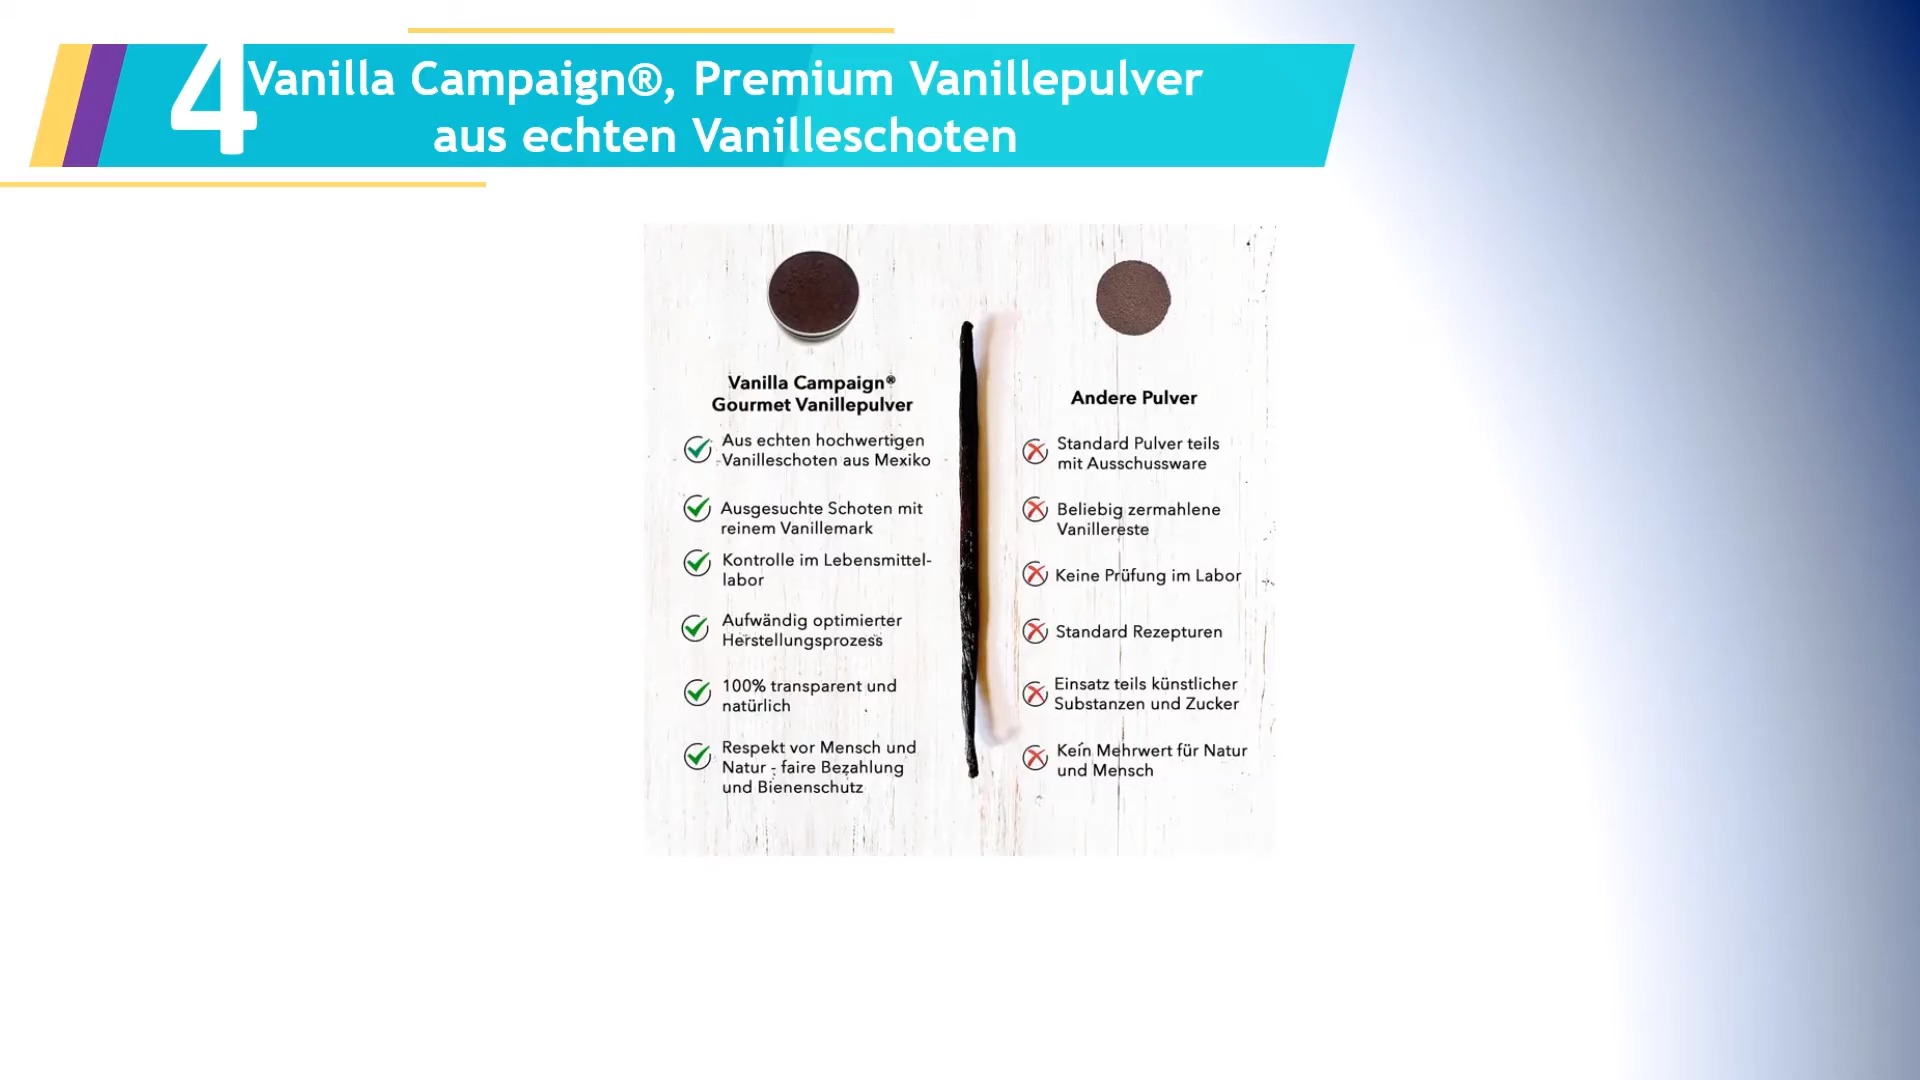 4
Vanilla Campaign®, Premium Vanillepulver
aus echten Vanilleschoten
Vanilla Campaign®
Gourmet Vanillepulver
Aus echten hochwertigen
Vanilleschoten aus Mexiko
Ausgesuchte Schoten mit
reinem Vanillemark
Kontrolle im Lebensmittel-
labor
Aufwändig optimierter
Herstellungsprozess
100% transparent und
natürlich
Respekt vor Mensch und
Natur - faire Bezahlung
und Bienenschutz
Andere Pulver
Standard Pulver teils
mit Ausschussware
Beliebig zermahlene
Vanillereste
Keine Prüfung im Labor
Standard Rezepturen
Einsatz teils künstlicher
Substanzen und Zucker
Kein Mehrwert für Natur
und Mensch